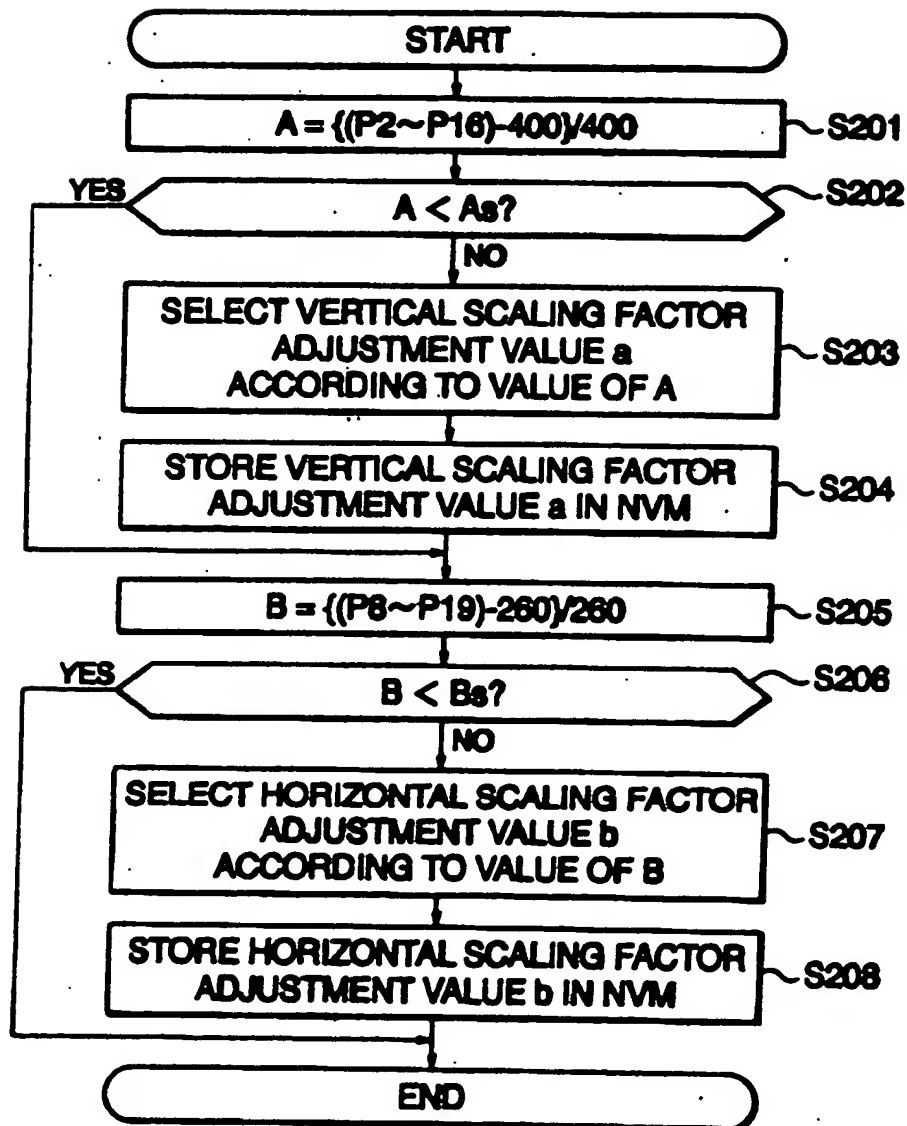 START
A = {((P2~P16)-400}/400
S201
YES
A < As?
S202
NO
SELECT VERTICAL SCALING FACTOR
ADJUSTMENT VALUE a
ACCORDING TO VALUE OF A
S203
STORE VERTICAL SCALING FACTOR
ADJUSTMENT VALUE a IN NVM
S204
B = {((P8~P19)-260}/260
S205
YES
B < Bs?
S206
NO
SELECT HORIZONTAL SCALING FACTOR
ADJUSTMENT VALUE b
ACCORDING TO VALUE OF B
S207
STORE HORIZONTAL SCALING FACTOR
ADJUSTMENT VALUE b IN NVM
S208
END